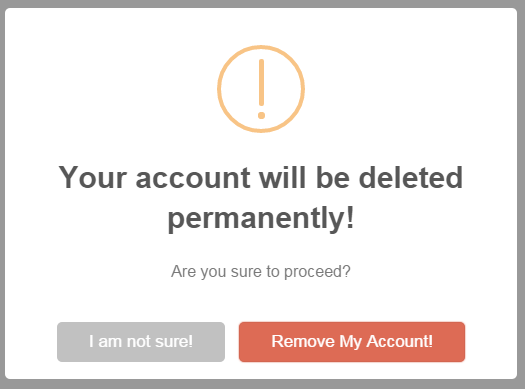 Your account will be deleted
permanently!
Are you sure to proceed?
I am not sure!
Remove My Account!